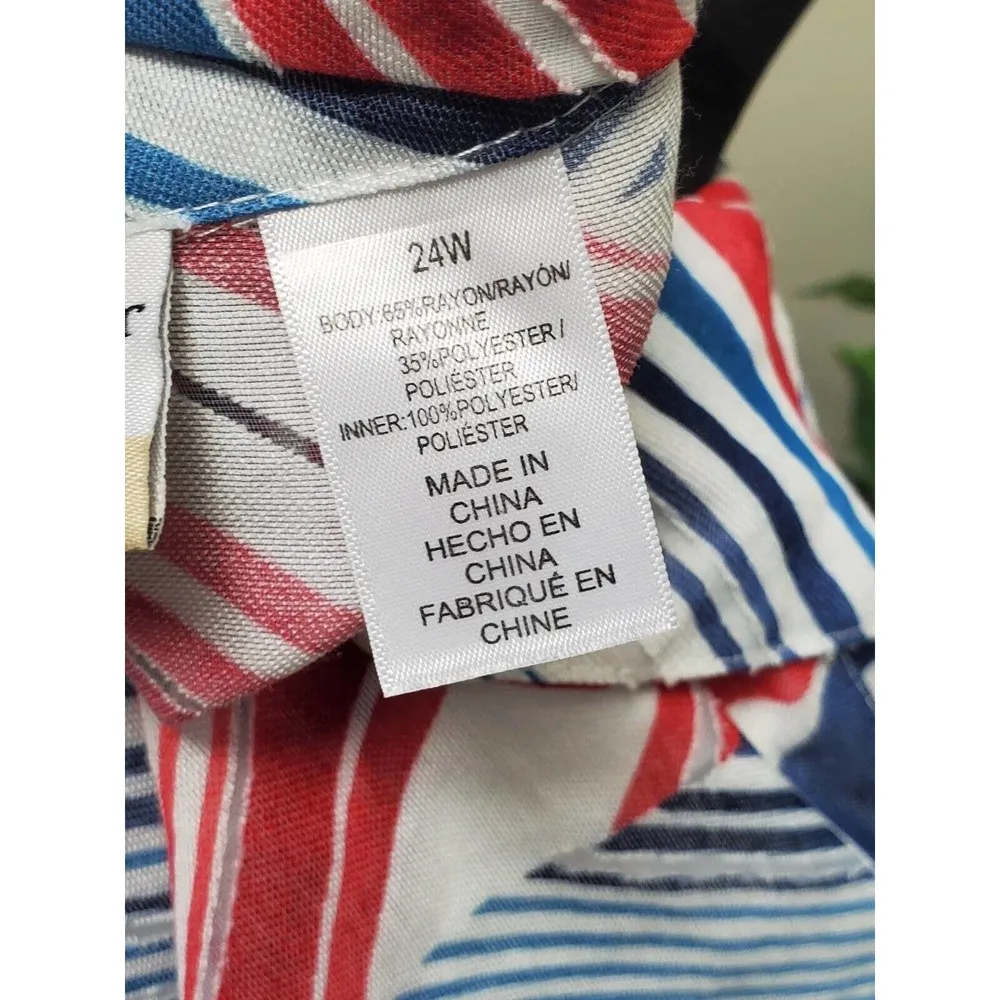 24W
BODY:65%RAYON/RAYÓN/
RAYONNE
35%POLYESTER /
POLIÉSTER
INNER:100%POLYESTER/
POLIÉSTER
MADE IN
CHINA
HECHO EN
CHINA
FABRIQUÉ EN
CHINE
r